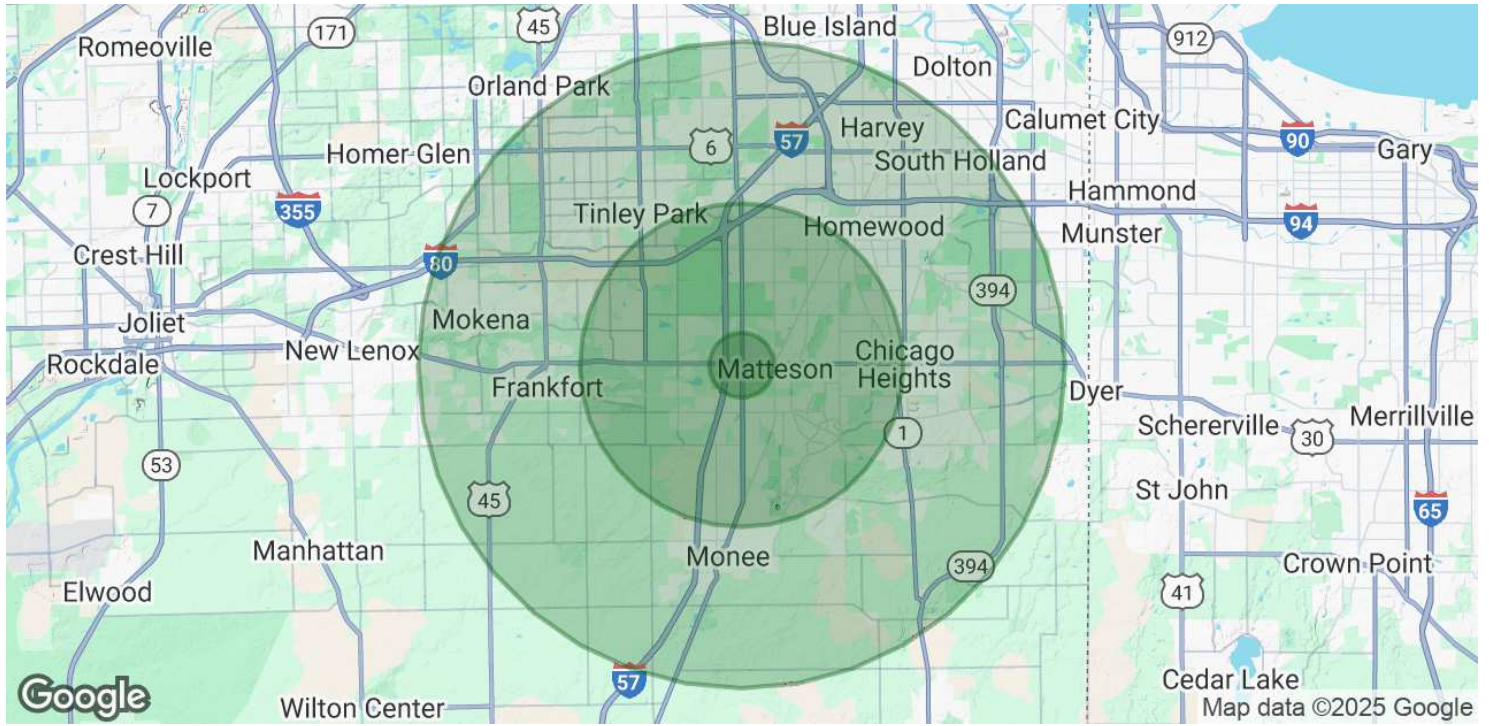 Blue Island
Romeoville
171
45
912
Dolton
Orland Park
Calumet City
Harvey
57
90
6
Gary
Homer Glen
South Holland
Lockport
Hammond
7
355
Tinley Park
Homewood
94
Munster
Crest Hill
80
394
Joliet
Mokena
New Lenox
Chicago
Heights
Rockdale
Matteson
Frankfort
Dyer
Merrillville
Schererville
30
1
53
St John
45
65
Manhattan
Monee
394
Crown Point
Elwood
41
57
Cedar Lake
Google
Wilton Center
Map data ©2025 Google